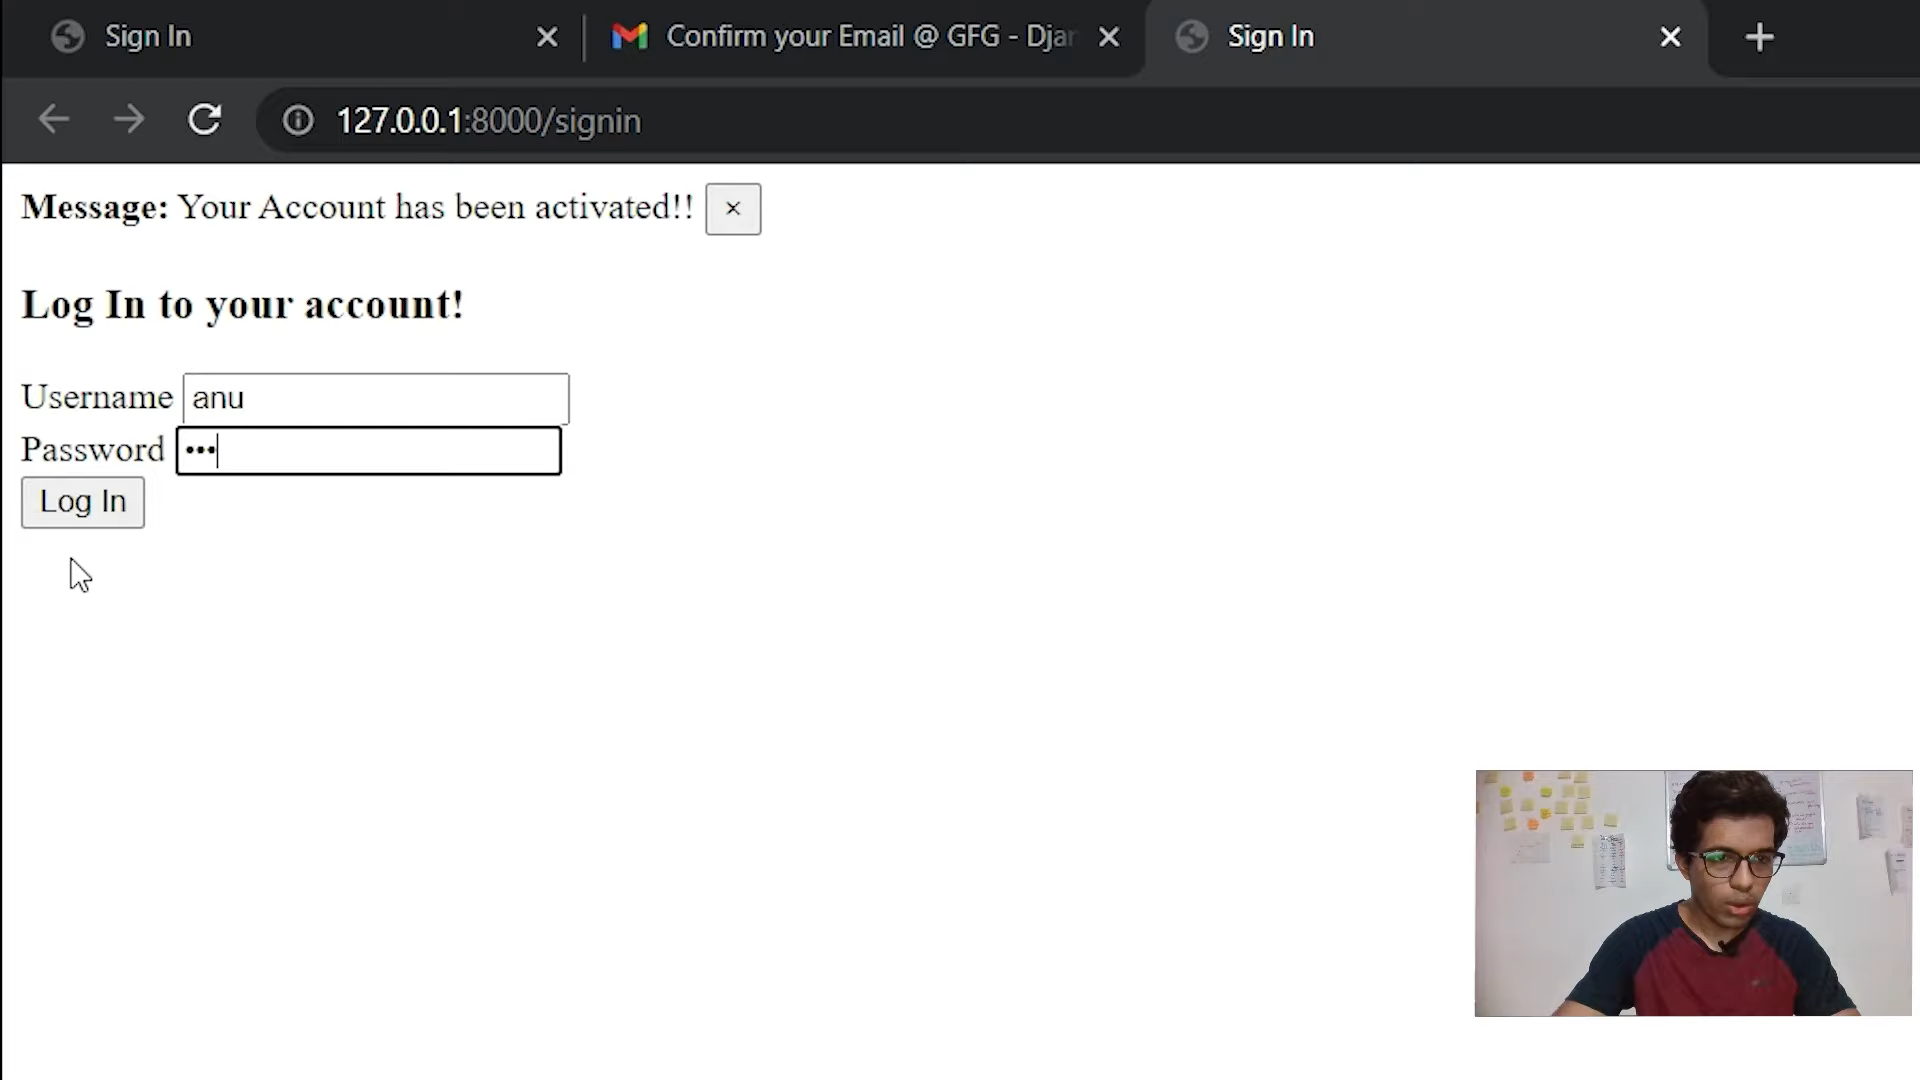 Sign In
Confirm your Email @ GFG - Djan
Sign In
127.0.0.1:8000/signin
Message: Your Account has been activated!! ×
Log In to your account!
Username anu
Password •••
Log In